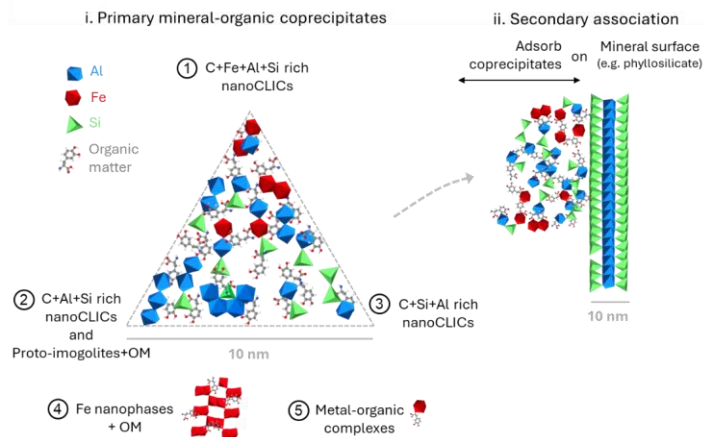 i. Primary mineral-organic coprecipitates
ii. Secondary association
Adsorb
coprecipitates
on
Mineral surface
(e.g. phyllosilicate)
① C+Fe+Al+Si rich
nanoCLICs
Al
Fe
Si
Organic
matter
② C+Al+Si rich
nanoCLICs
and
Proto-imogolites+OM
③ C+Si+Al rich
nanoCLICs
10 nm
10 nm
④ Fe nanophases
+ OM
⑤ Metal-organic
complexes